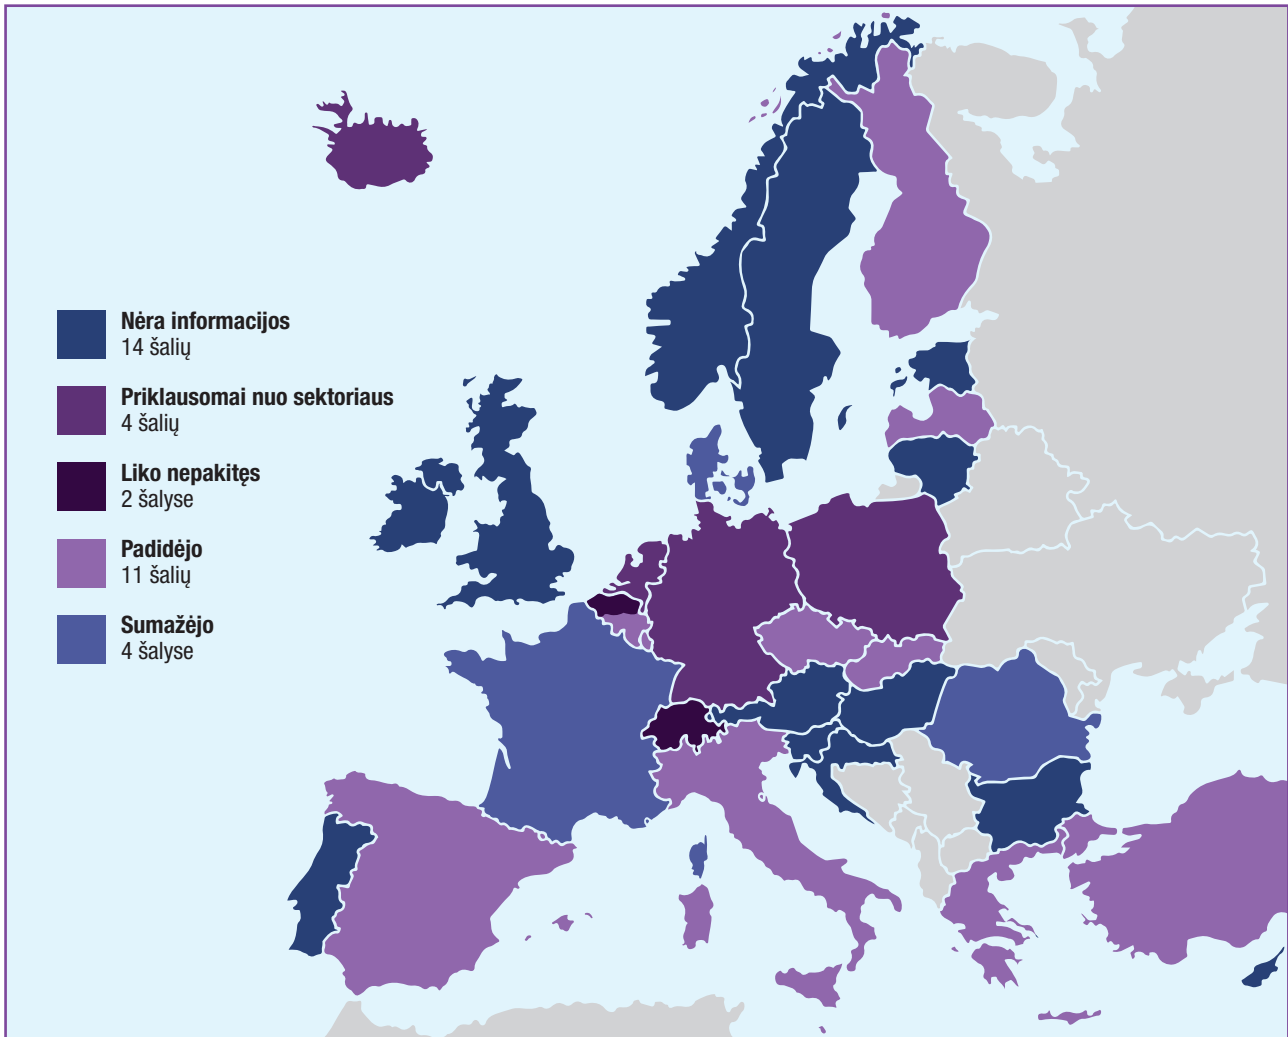 Nėra informacijos
14 šalių
Priklausomai nuo sektoriaus
4 šalių
Liko nepakitęs
2 šalyse
Padidėjo
11 šalių
Sumažėjo
4 šalyse